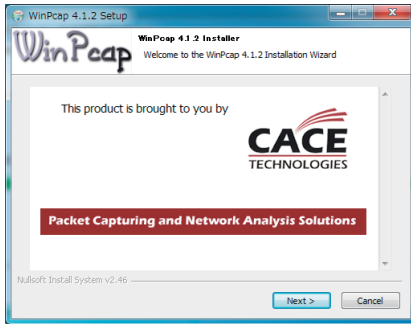 WinPcap 4.1.2 Setup
WinPcap
WinPcap 4.1.2 Installer
Welcome to the WinPcap 4.1.2 Installation Wizard
This product is brought to you by
CACE
TECHNOLOGIES
Packet Capturing and Network Analysis Solutions
Nullsoft Install System v2.46
Next >
Cancel